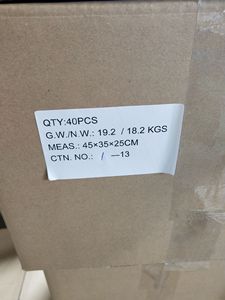 QTY:40PCS
G.W./N.W.: 19.2 / 18.2 KGS
MEAS.: 45×35×25CM
CTN. NO.: 1 —13